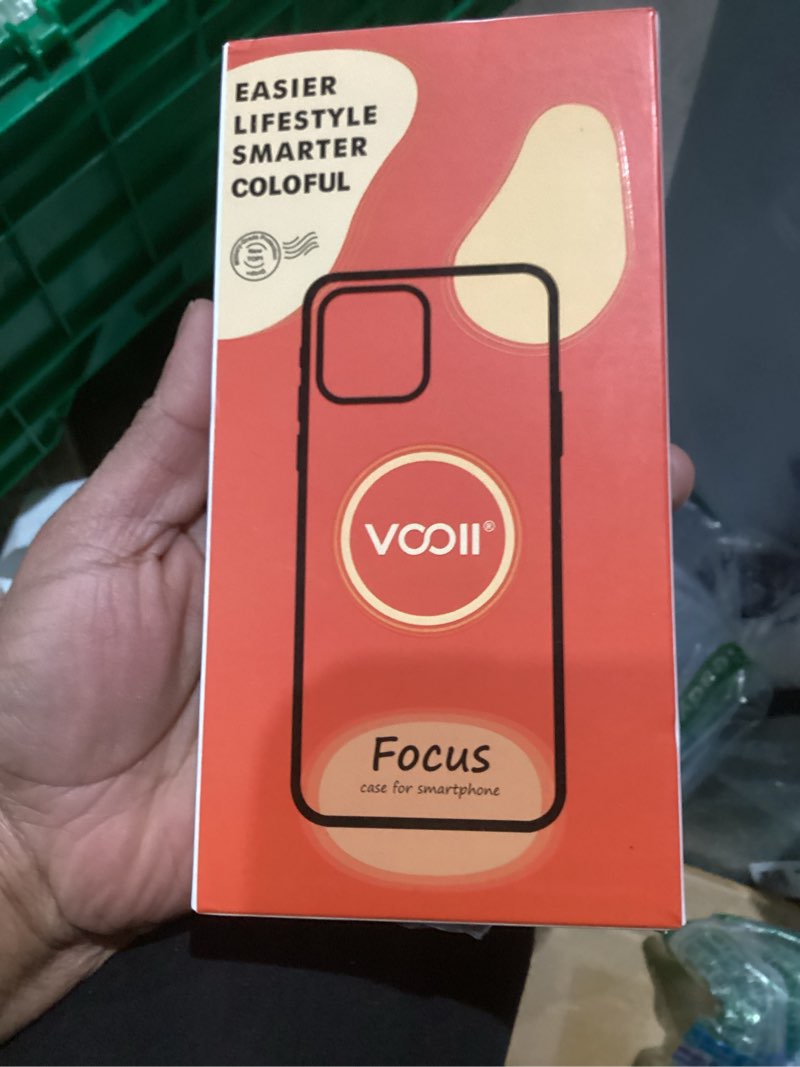 EASIER
LIFESTYLE
SMARTER
COLOFUL
VOOII®
Focus
case for smartphone